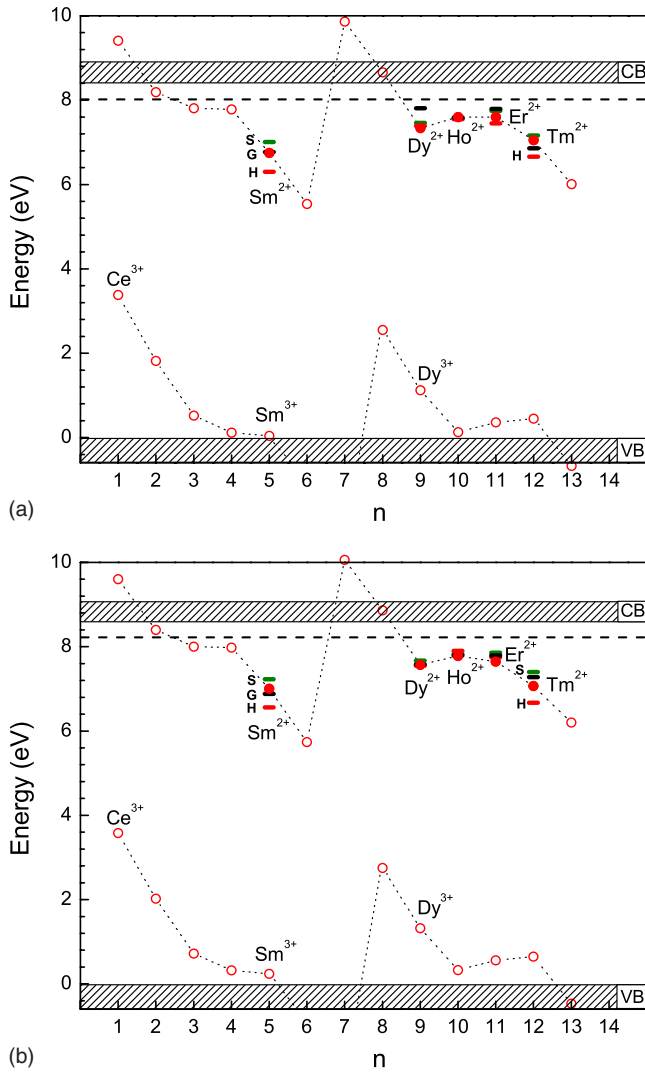 10
CB
8
S
G
H
Sm2+
Dy2+
Ho2+
Er2+
Tm2+
H
6
Energy (eV)
4
Ce3+
2
Sm3+
Dy3+
0
VB
1 2 3 4 5 6 7 8 9 10 11 12 13 14
(a)
n
10
CB
8
S
G
H
Sm2+
Dy2+
Ho2+
Er2+
S
Tm2+
H
6
Energy (eV)
4
Ce3+
2
Sm3+
Dy3+
0
VB
1 2 3 4 5 6 7 8 9 10 11 12 13 14
(b)
n